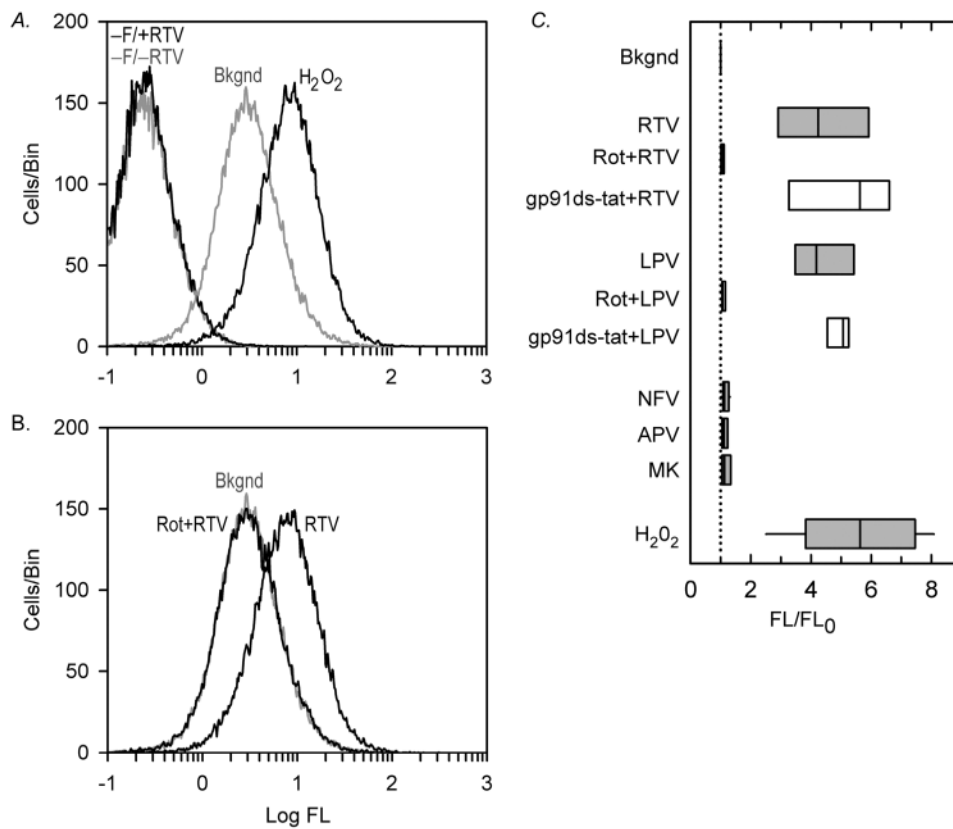 A.
200
150
100
50
0
Cells/Bin
–F/+RTV
–F/–RTV
Bkgnd
H2O2
-1 0 1 2 3
B.
200
150
100
50
0
Cells/Bin
Bkgnd
Rot+RTV
RTV
-1 0 1 2 3
Log FL
C.
Bkgnd
RTV
Rot+RTV
gp91ds-tat+RTV
LPV
Rot+LPV
gp91ds-tat+LPV
NFV
APV
MK
H202
0 2 4 6 8
FL/FL0